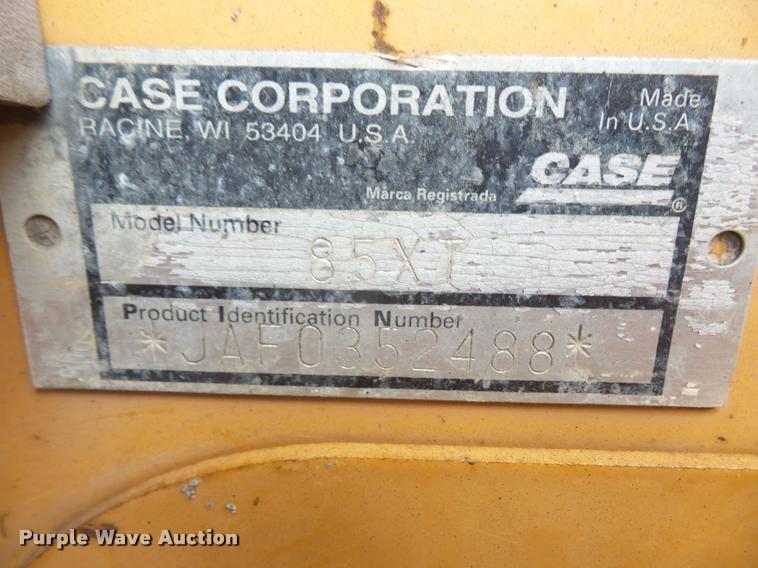 CASE CORPORATION
RACINE, WI 53404 U.S.A.
Made
In U.S.A.
CASE ®
Marca Registrada
Model Number
85XT
Product Identification Number
*JAF0352488*
Purple Wave Auction